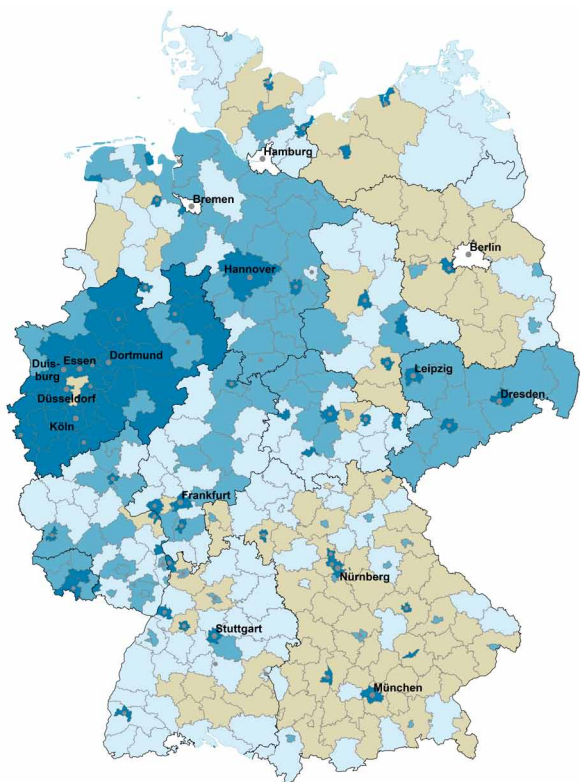 Hamburg
Bremen
Berlin
Hannover
Essen Dortmund
Duis-
burg
Düsseldorf
Köln
Leipzig
Dresden
Frankfurt
Nürnberg
Stuttgart
München